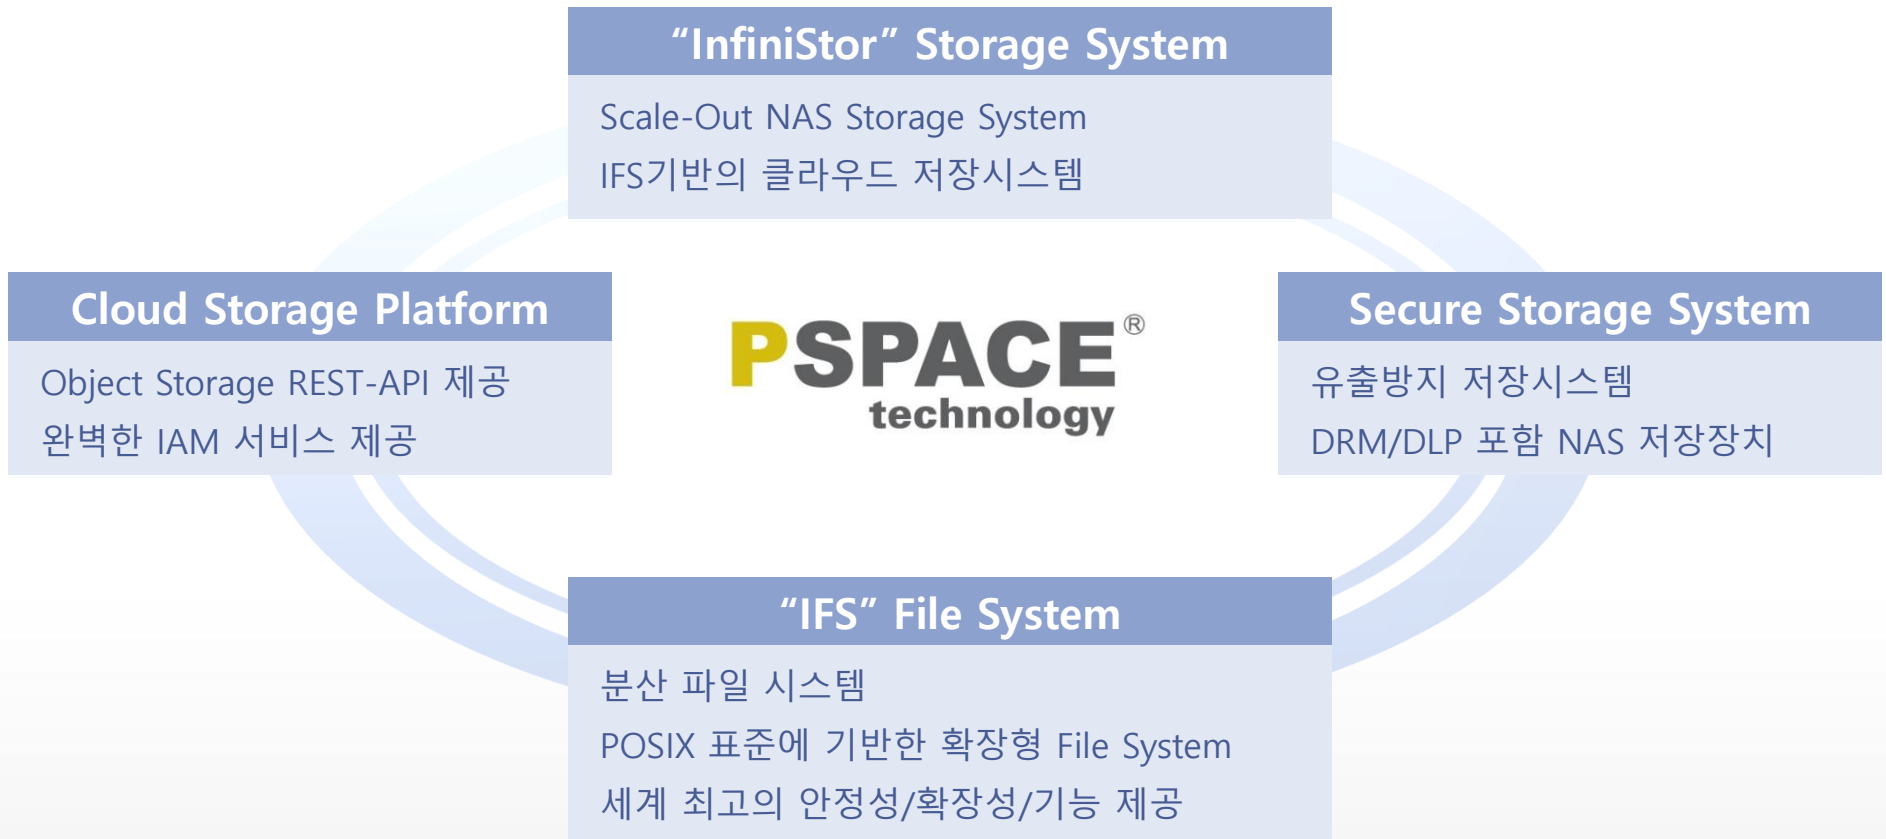 “InfiniStor” Storage System
Scale-Out NAS Storage System
IFS기반의 클라우드 저장시스템
Cloud Storage Platform
Object Storage REST-API 제공
완벽한 IAM 서비스 제공
PSPACE®
technology
Secure Storage System
유출방지 저장시스템
DRM/DLP 포함 NAS 저장장치
“IFS” File System
분산 파일 시스템
POSIX 표준에 기반한 확장형 File System
세계 최고의 안정성/확장성/기능 제공